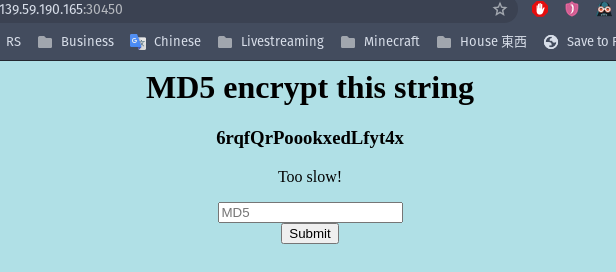 139.59.190.165:30450
RS Business Chinese Livestreaming Minecraft House 東西 Save to
MD5 encrypt this string
6rqfQrPoookxedLfyt4x
Too slow!
MD5
Submit